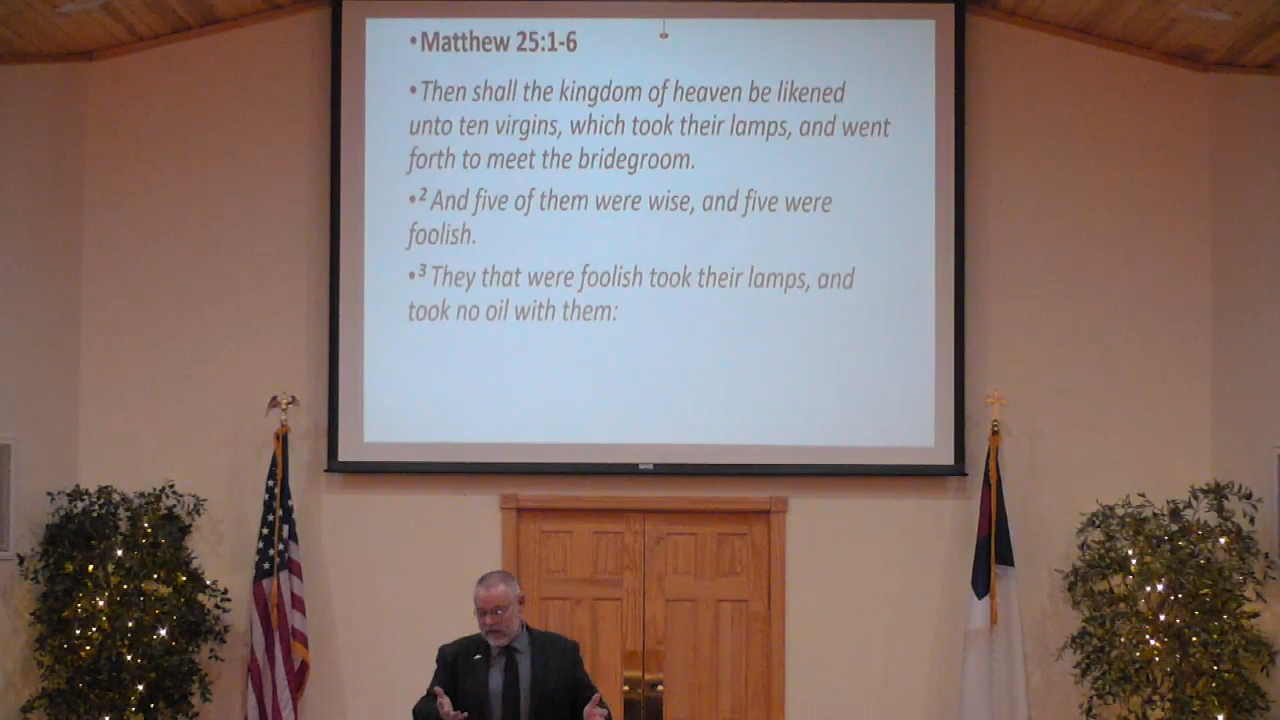 •Matthew 25:1-6
•Then shall the kingdom of heaven be likened
unto ten virgins, which took their lamps, and went
forth to meet the bridegroom.
•² And five of them were wise, and five were
foolish.
•³ They that were foolish took their lamps, and
took no oil with them: